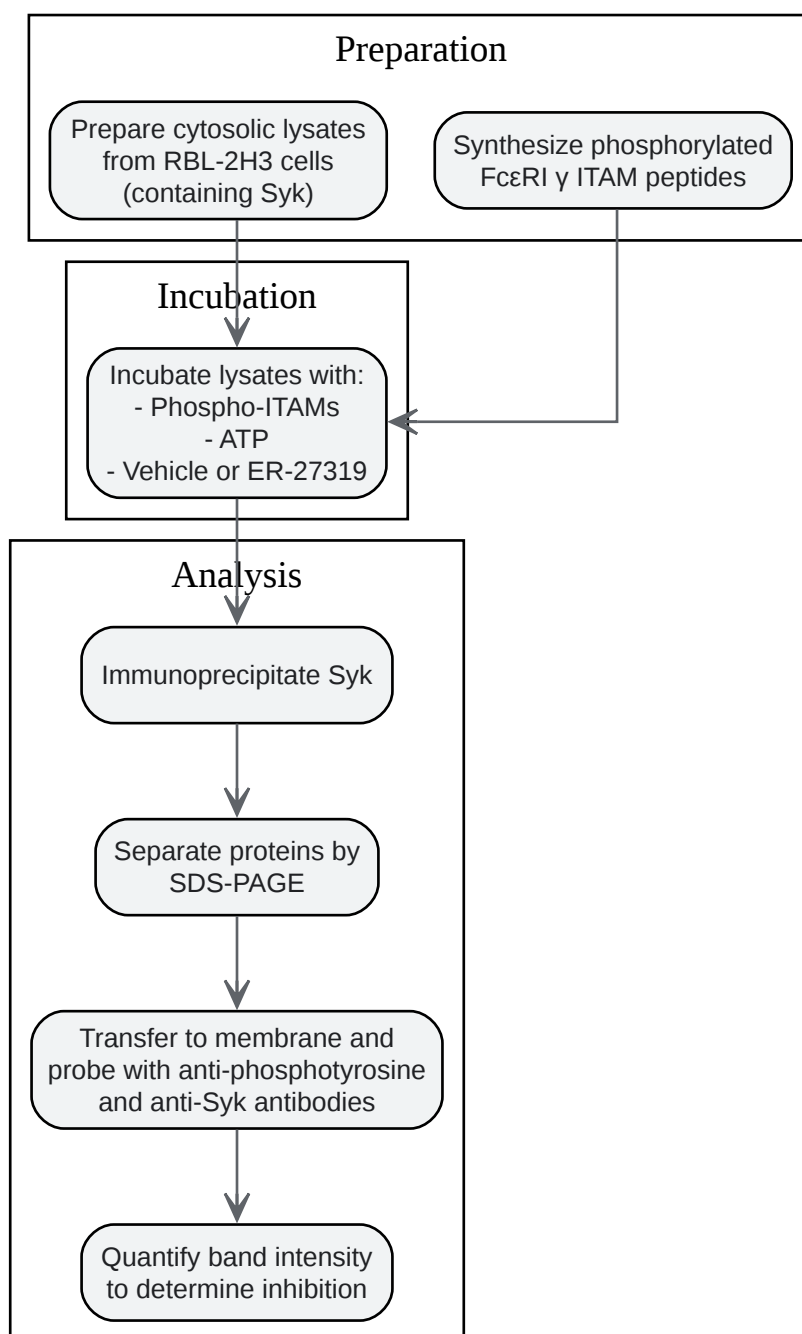 Preparation
Prepare cytosolic lysates
from RBL-2H3 cells
(containing Syk)
Synthesize phosphorylated
FcεRI γ ITAM peptides
Incubation
Incubate lysates with:
- Phospho-ITAMs
- ATP
- Vehicle or ER-27319
Analysis
Immunoprecipitate Syk
Separate proteins by
SDS-PAGE
Transfer to membrane and
probe with anti-phosphotyrosine
and anti-Syk antibodies
Quantify band intensity
to determine inhibition